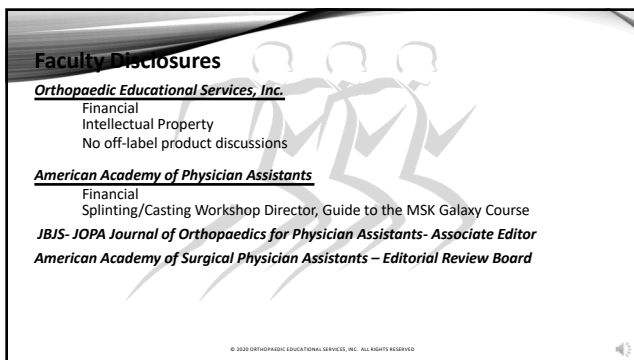 Faculty Disclosures
Orthopaedic Educational Services, Inc.
Financial
Intellectual Property
No off-label product discussions
American Academy of Physician Assistants
Financial
Splinting/Casting Workshop Director, Guide to the MSK Galaxy Course
JBJS- JOPA Journal of Orthopaedics for Physician Assistants- Associate Editor
American Academy of Surgical Physician Assistants – Editorial Review Board
© 2020 ORTHOPAEDIC EDUCATIONAL SERVICES, INC. ALL RIGHTS RESERVED